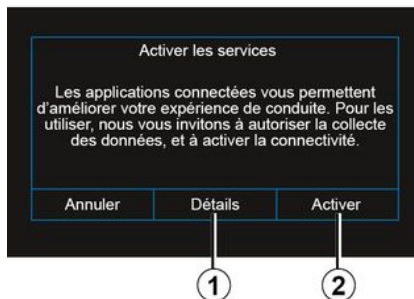 Activer les services
Les applications connectées vous permettent
d'améliorer votre expérience de conduite. Pour les
utiliser, nous vous invitons à autoriser la collecte
des données, et à activer la connectivité.
Annuler Détails Activer
1 2